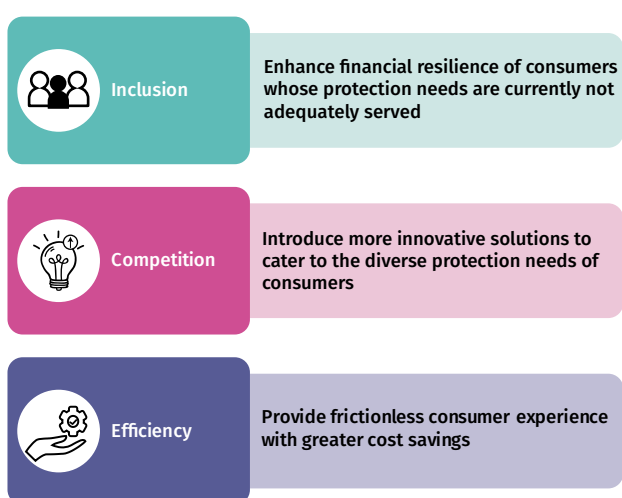 Inclusion
Enhance financial resilience of consumers
whose protection needs are currently not
adequately served
Competition
Introduce more innovative solutions to
cater to the diverse protection needs of
consumers
Efficiency
Provide frictionless consumer experience
with greater cost savings